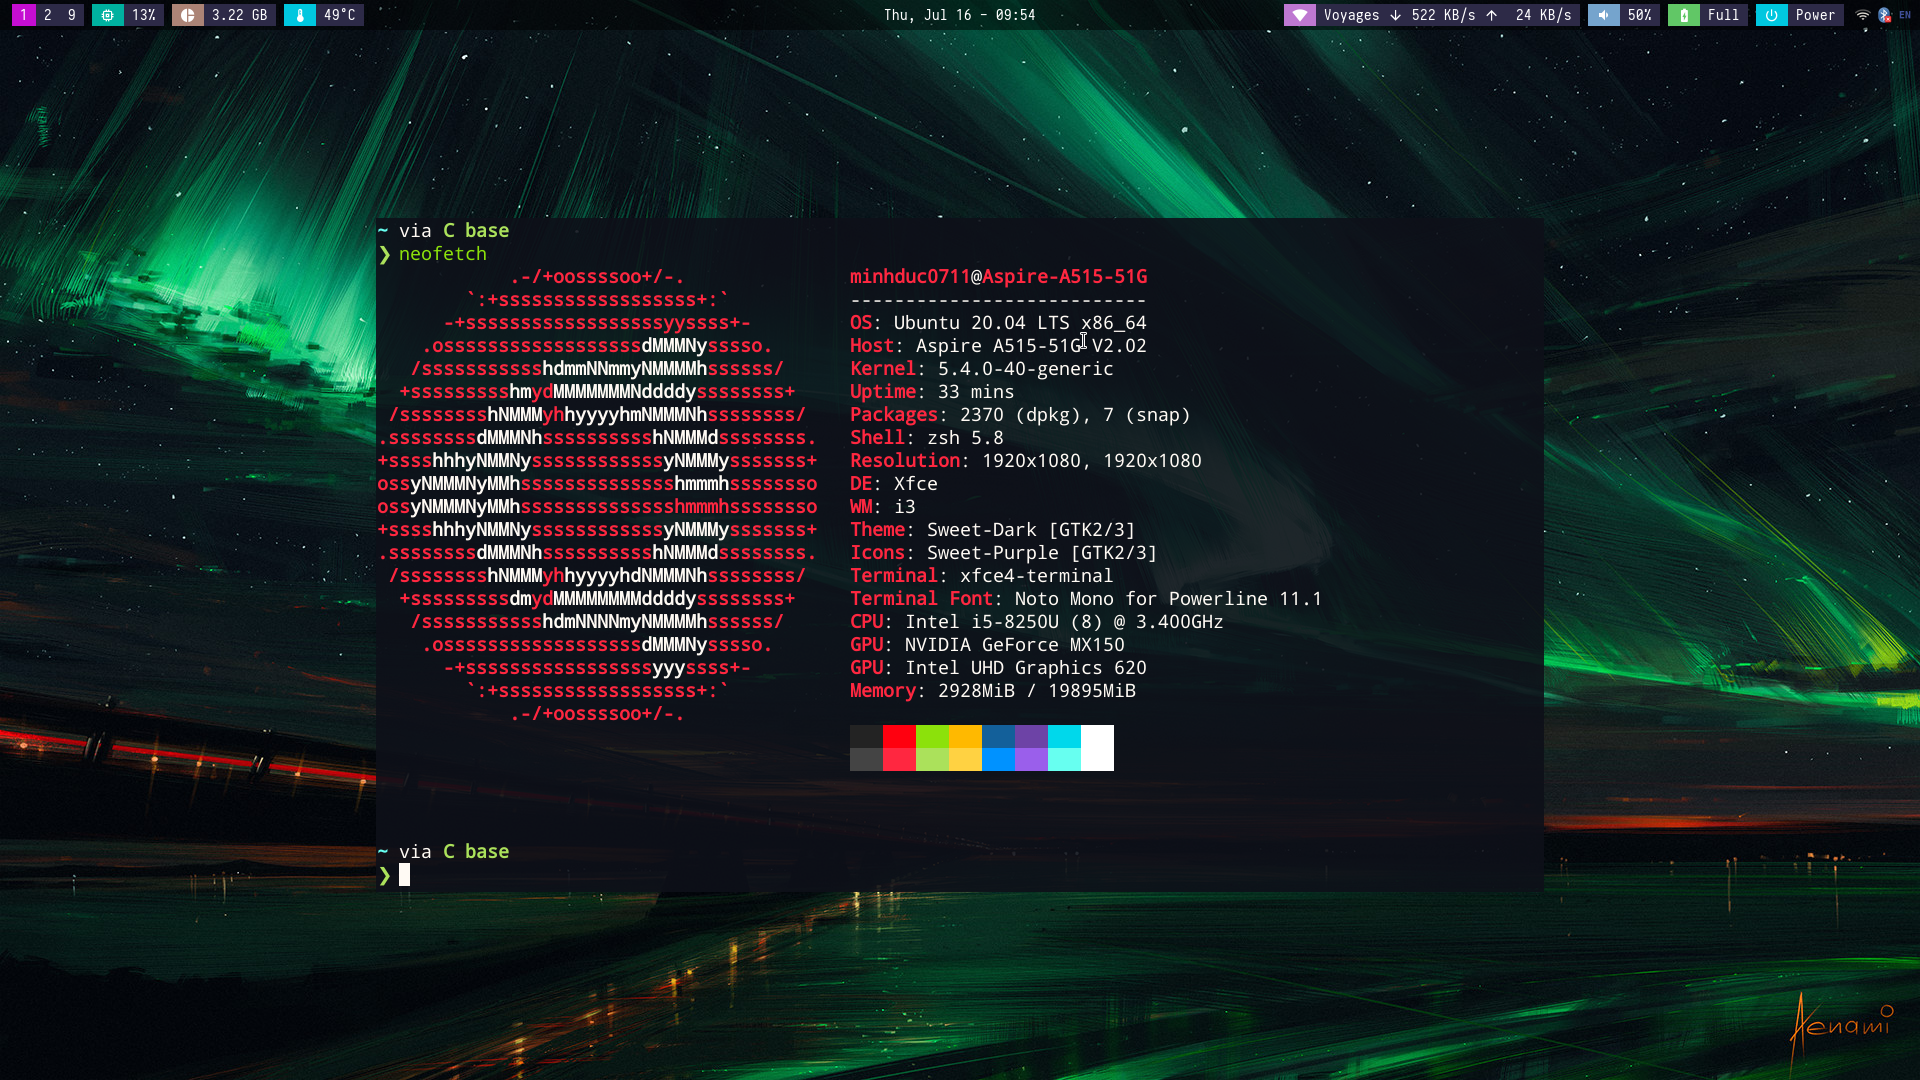 1 2 9 13% 3.22 GB 49°C Thu, Jul 16 - 09:54 Voyages ↓ 522 KB/s ↑ 24 KB/s 50% Full Power EN
~ via C base
❯ neofetch
.-/+oossssoo+/-.
`:+ssssssssssssssssss+:`
-+ssssssssssssssssssyyssss+-
.ossssssssssssssssssdMMMNysssso.
/ssssssssssshdmmNNmmyNMMMMhssssss/
+ssssssssshmydMMMMMMMNddddyssssssss+
/sssssssshNMMMyhhyyyyhmNMMMNhssssssss/
.ssssssssdMMMNhsssssssssshNMMMdssssssss.
+sssshhhyNMMNyssssssssssssyNMMMysssssss+
ossyNMMMNyMMhsssssssssssssshmmmhssssssso
ossyNMMMNyMMhsssssssssssssshmmmhssssssso
+sssshhhyNMMNyssssssssssssyNMMMysssssss+
.ssssssssdMMMNhsssssssssshNMMMdssssssss.
/sssssssshNMMMyhhyyyyhdNMMMNhssssssss/
+sssssssssdmydMMMMMMMMddddyssssssss+
/ssssssssssshdmNNNNmyNMMMMhssssss/
.ossssssssssssssssssdMMMNysssso.
-+sssssssssssssssssyyyssss+-
`:+ssssssssssssssssss+:`
.-/+oossssoo+/-.
minhduc0711@Aspire-A515-51G
---------------------------
OS: Ubuntu 20.04 LTS x86_64
Host: Aspire A515-51G V2.02
Kernel: 5.4.0-40-generic
Uptime: 33 mins
Packages: 2370 (dpkg), 7 (snap)
Shell: zsh 5.8
Resolution: 1920x1080, 1920x1080
DE: Xfce
WM: i3
Theme: Sweet-Dark [GTK2/3]
Icons: Sweet-Purple [GTK2/3]
Terminal: xfce4-terminal
Terminal Font: Noto Mono for Powerline 11.1
CPU: Intel i5-8250U (8) @ 3.400GHz
GPU: NVIDIA GeForce MX150
GPU: Intel UHD Graphics 620
Memory: 2928MiB / 19895MiB
~ via C base
❯
Aenami